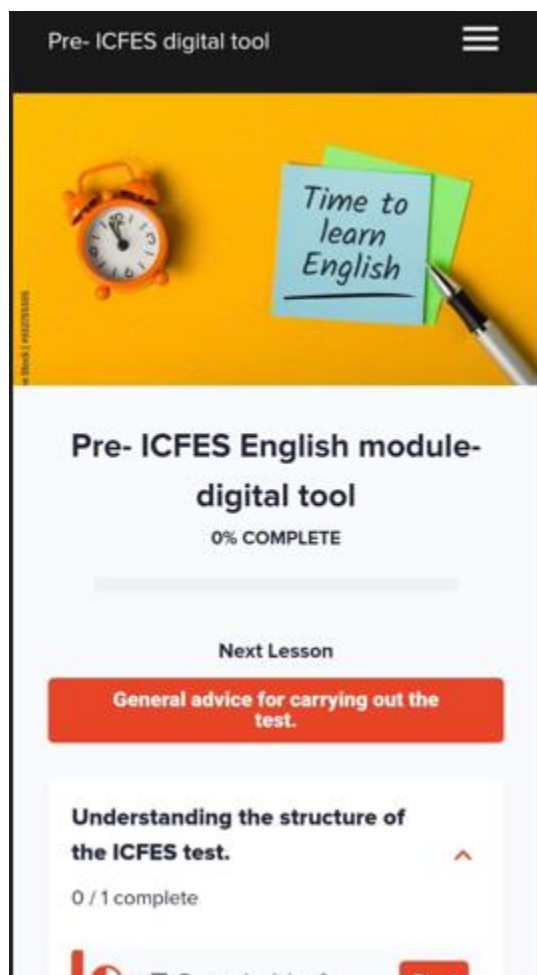 Pre- ICFES digital tool
Time to
learn
English
Pre- ICFES English module-
digital tool
0% COMPLETE
Next Lesson
General advice for carrying out the
test.
Understanding the structure of
the ICFES test.
0 / 1 complete